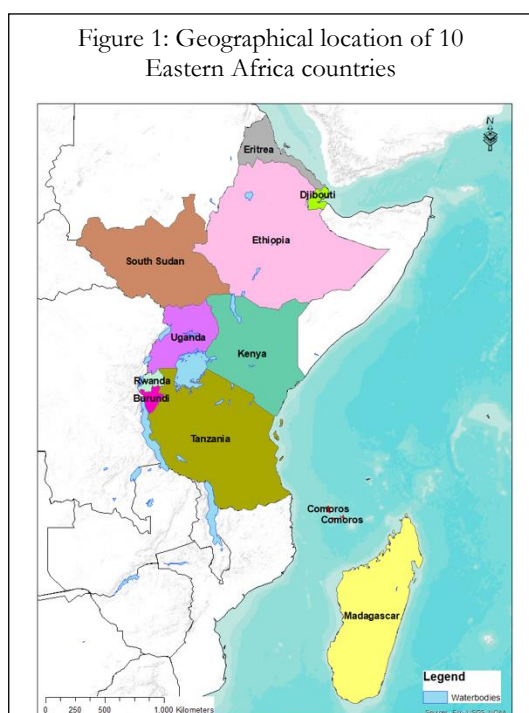 Figure 1: Geographical location of 10
Eastern Africa countries
N
Eritrea
Djibouti
Ethiopia
South Sudan
Uganda
Kenya
Rwanda
Burundi
Tanzania
Comoros
Comoros
Madagascar
Legend
Waterbodies
0 250 500 1,000 Kilometers